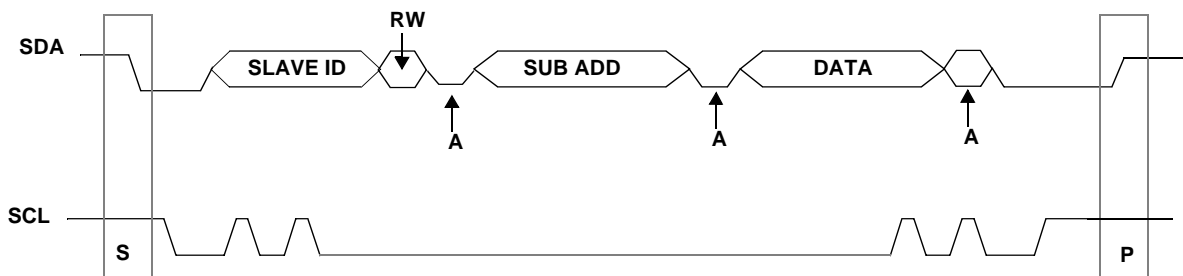 RW
SDA
SLAVE ID
SUB ADD
DATA
A
A
A
SCL
S
P